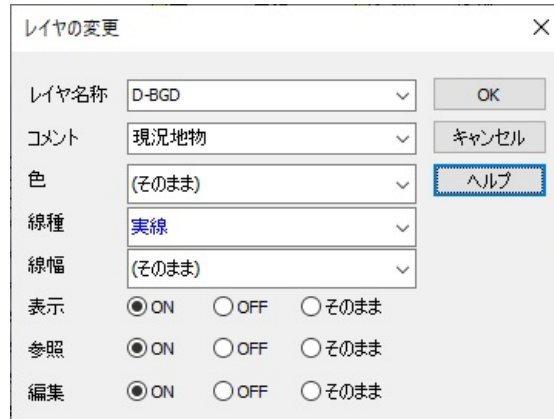 レイヤの変更
レイヤ名称 D-BGD OK
コメント 現況地物 キャンセル
色 (そのまま) ヘルプ
線種 実線
線幅 (そのまま)
表示 ON OFF そのまま
参照 ON OFF そのまま
編集 ON OFF そのまま